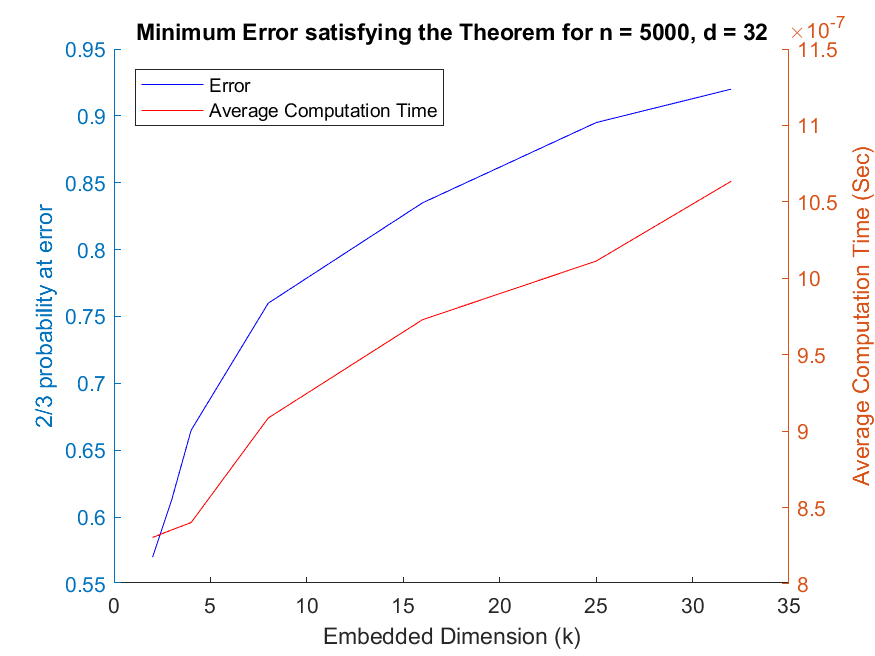 Minimum Error satisfying the Theorem for n = 5000, d = 32
×10-7
Error
Average Computation Time
0.95
0.9
0.85
0.8
0.75
0.7
0.65
0.6
0.55
2/3 probability at error
11.5
11
10.5
10
9.5
9
8.5
8
Average Computation Time (Sec)
0 5 10 15 20 25 30 35
Embedded Dimension (k)